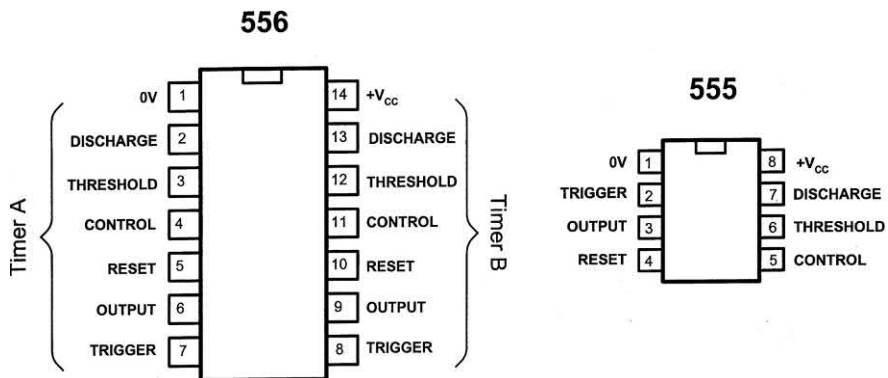 556
0V 1
DISCHARGE 2
THRESHOLD 3
CONTROL 4
RESET 5
OUTPUT 6
TRIGGER 7
14 +Vcc
13 DISCHARGE
12 THRESHOLD
11 CONTROL
10 RESET
9 OUTPUT
8 TRIGGER
Timer A
Timer B
555
0V 1
TRIGGER 2
OUTPUT 3
RESET 4
8 +Vcc
7 DISCHARGE
6 THRESHOLD
5 CONTROL